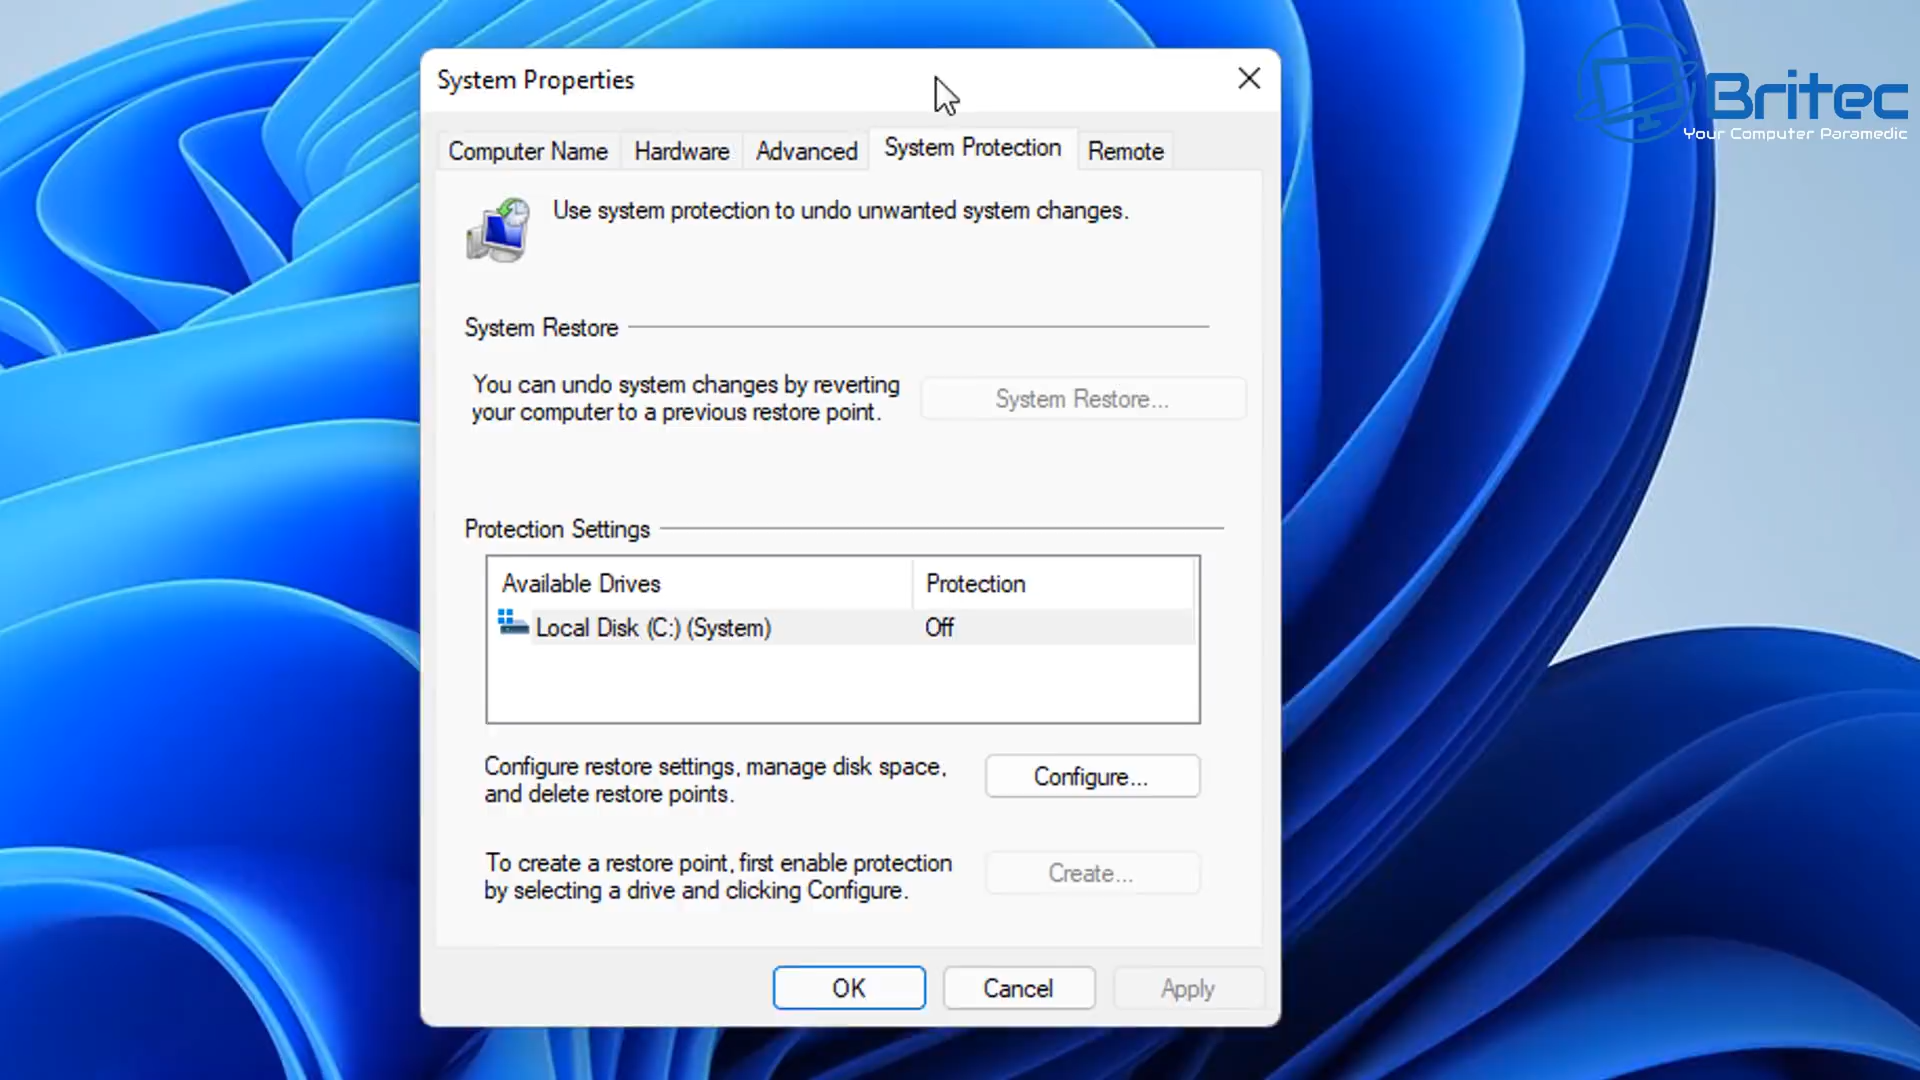 System Properties
Britec
Your Computer Paramedic
Computer Name Hardware Advanced System Protection Remote
Use system protection to undo unwanted system changes.
System Restore
You can undo system changes by reverting
your computer to a previous restore point.
System Restore...
Protection Settings
Available Drives Protection
Local Disk (C:) (System) Off
Configure restore settings, manage disk space,
and delete restore points.
Configure...
To create a restore point, first enable protection
by selecting a drive and clicking Configure.
Create...
OK Cancel Apply